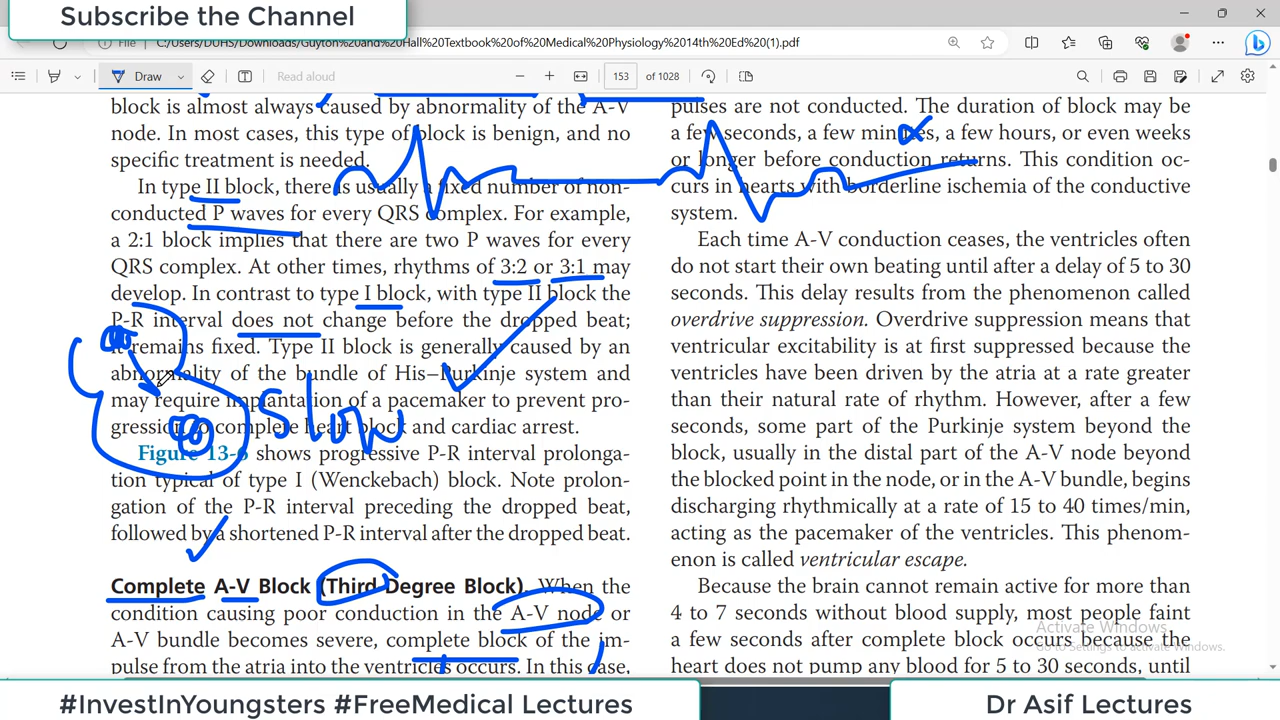 Subscribe the Channel
File
C:/Users/DUHS/Downloads/Guyton%20and%20Hall%20Textbook%20of%20Medical%20Physiology%2014th%20Ed%20(1).pdf
Draw
Read aloud
153 of 1028
block is almost always caused by abnormality of the A-V
node. In most cases, this type of block is benign, and no
specific treatment is needed.
In type II block, there is usually a fixed number of non-
conducted P waves for every QRS complex. For example,
a 2:1 block implies that there are two P waves for every
QRS complex. At other times, rhythms of 3:2 or 3:1 may
develop. In contrast to type I block, with type II block the
P-R interval does not change before the dropped beat;
it remains fixed. Type II block is generally caused by an
abnormality of the bundle of His–Purkinje system and
may require implantation of a pacemaker to prevent pro-
gression to complete heart block and cardiac arrest.
Slow
Figure 13-6 shows progressive P-R interval prolonga-
tion typical of type I (Wenckebach) block. Note prolon-
gation of the P-R interval preceding the dropped beat,
followed by a shortened P-R interval after the dropped beat.
Complete A-V Block (Third Degree Block). When the
condition causing poor conduction in the A-V node or
A-V bundle becomes severe, complete block of the im-
pulse from the atria into the ventricles occurs. In this case,
pulses are not conducted. The duration of block may be
a few seconds, a few minutes, a few hours, or even weeks
or longer before conduction returns. This condition oc-
curs in hearts with borderline ischemia of the conductive
system.
Each time A-V conduction ceases, the ventricles often
do not start their own beating until after a delay of 5 to 30
seconds. This delay results from the phenomenon called
overdrive suppression. Overdrive suppression means that
ventricular excitability is at first suppressed because the
ventricles have been driven by the atria at a rate greater
than their natural rate of rhythm. However, after a few
seconds, some part of the Purkinje system beyond the
block, usually in the distal part of the A-V node beyond
the blocked point in the node, or in the A-V bundle, begins
discharging rhythmically at a rate of 15 to 40 times/min,
acting as the pacemaker of the ventricles. This phenom-
enon is called ventricular escape.
Because the brain cannot remain active for more than
4 to 7 seconds without blood supply, most people faint
a few seconds after complete block occurs because the
heart does not pump any blood for 5 to 30 seconds, until
Activate Windows
Go to Settings to activate Windows.
#InvestInYoungsters #FreeMedical Lectures
Dr Asif Lectures